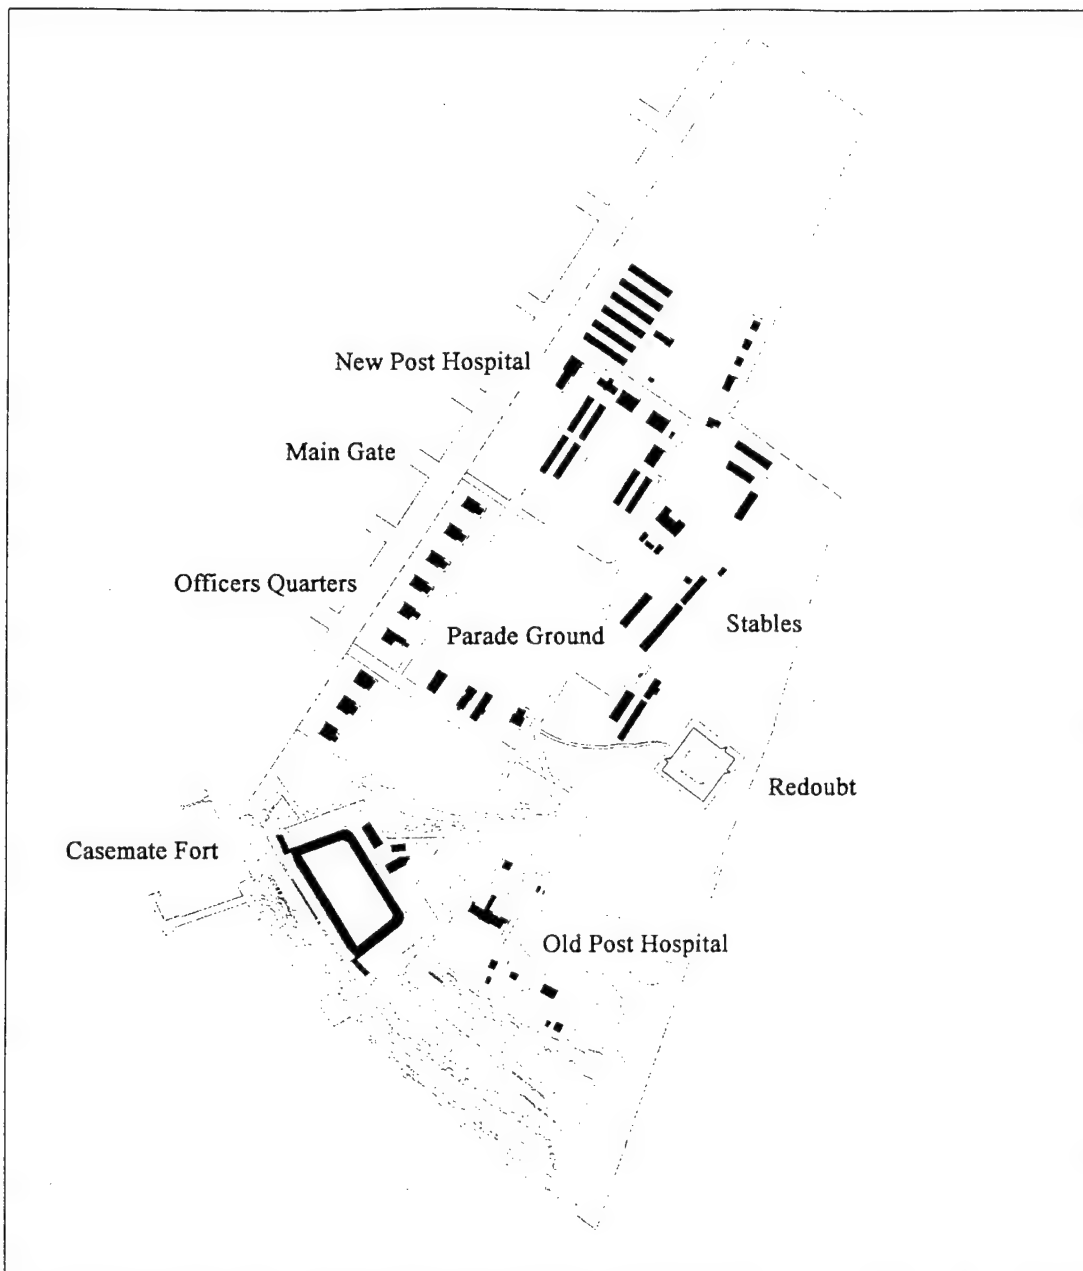 New Post Hospital
Main Gate
Officers Quarters
Parade Ground
Stables
Redoubt
Casemate Fort
Old Post Hospital